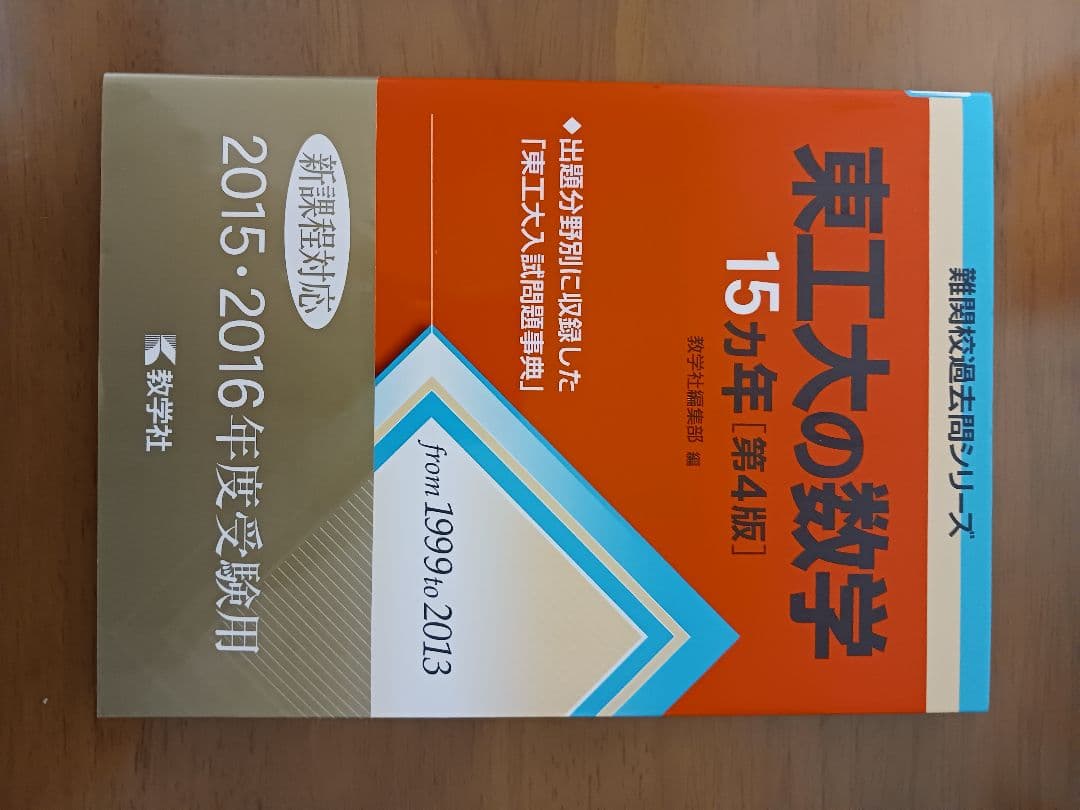 難関校過去問シリーズ
東工大の数学
15カ年[第4版]
教学社編集部 編
◆出題分野別に収録した
「東工大入試問題事典」
from 1999 to 2013
新課程対応
2015・2016年度受験用
教学社